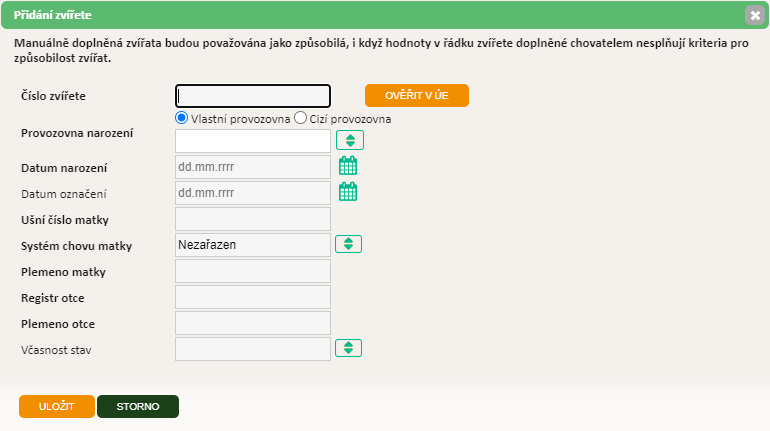 Přidání zvířete
Manuálně doplněná zvířata budou považována jako způsobilá, i když hodnoty v řádku zvířete doplněné chovatelem nesplňují kriteria pro
způsobilost zvířat.
Číslo zvířete
OVĚŘIT V ÚE
Vlastní provozovna Cizí provozovna
Provozovna narození
Datum narození dd.mm.rrrr
Datum označení dd.mm.rrrr
Ušní číslo matky
Systém chovu matky Nezařazen
Plemeno matky
Registr otce
Plemeno otce
Včasnost stav
ULOŽIT STORNO